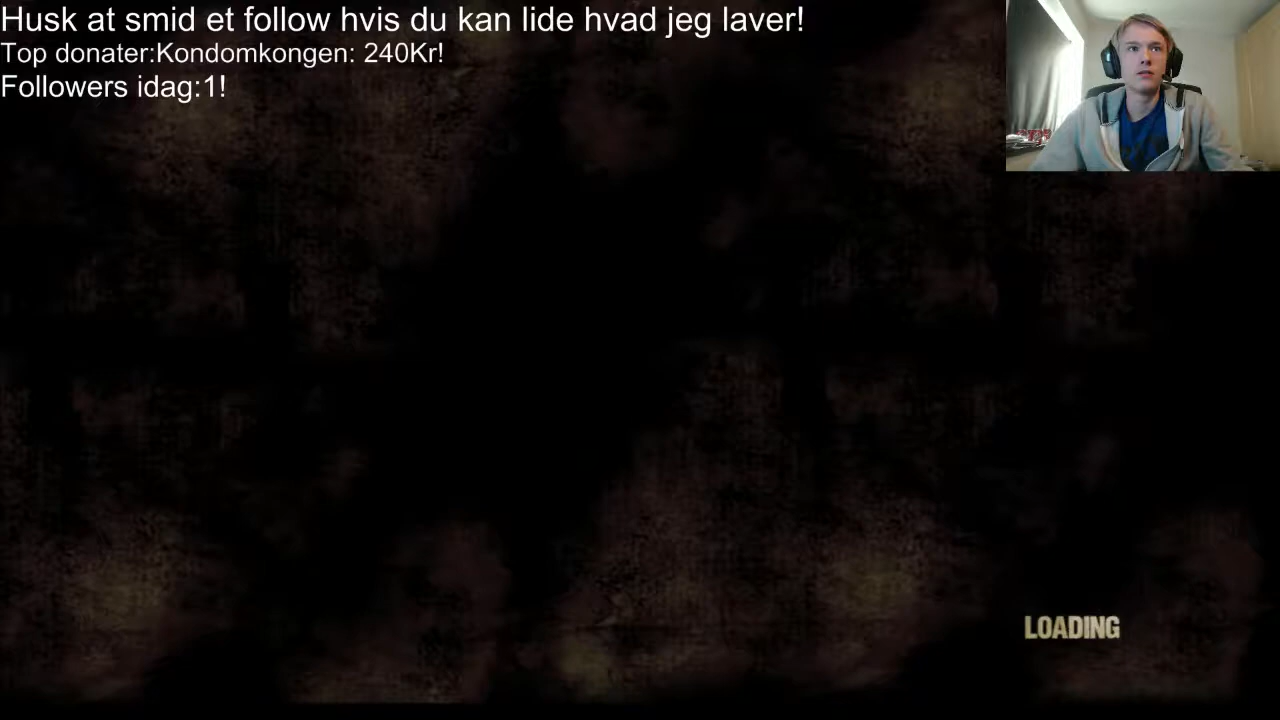 Husk at smid et follow hvis du kan lide hvad jeg laver!
Top donater:Kondomkongen: 240Kr!
Followers idag:1!
LOADING